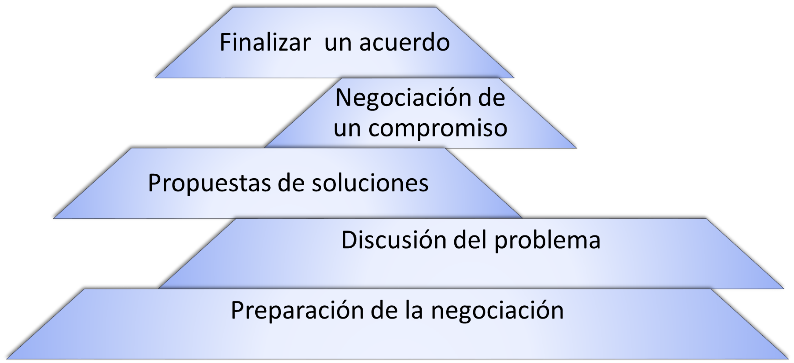 Finalizar un acuerdo
Negociación de
un compromiso
Propuestas de soluciones
Discusión del problema
Preparación de la negociación